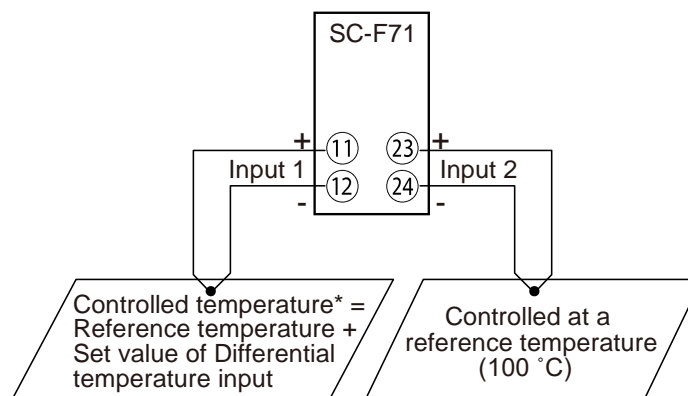 SC-F71
+ 11 23 +
Input 1 Input 2
- 12 24 -
Controlled temperature* =
Reference temperature +
Set value of Differential
temperature input
Controlled at a
reference temperature
(100 ˚C)